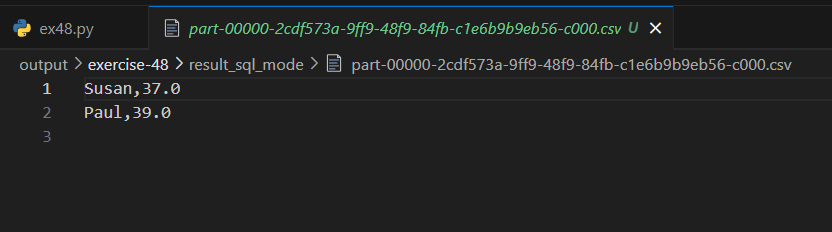 ex48.py part-00000-2cdf573a-9ff9-48f9-84fb-c1e6b9b9eb56-c000.csv U
output > exercise-48 > result_sql_mode > part-00000-2cdf573a-9ff9-48f9-84fb-c1e6b9b9eb56-c000.csv
1 Susan,37.0
2 Paul,39.0
3